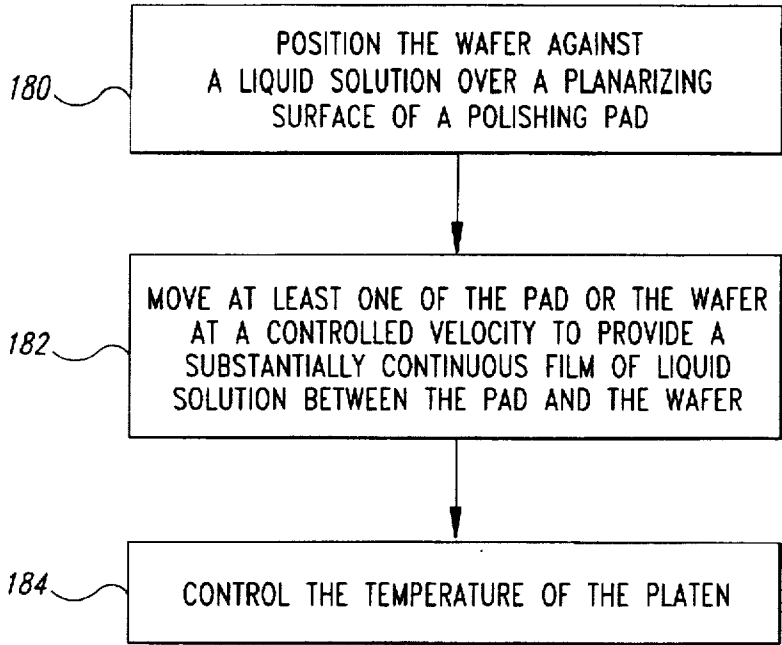 180
POSITION THE WAFER AGAINST
A LIQUID SOLUTION OVER A PLANARIZING
SURFACE OF A POLISHING PAD
182
MOVE AT LEAST ONE OF THE PAD OR THE WAFER
AT A CONTROLLED VELOCITY TO PROVIDE A
SUBSTANTIALLY CONTINUOUS FILM OF LIQUID
SOLUTION BETWEEN THE PAD AND THE WAFER
184
CONTROL THE TEMPERATURE OF THE PLATEN